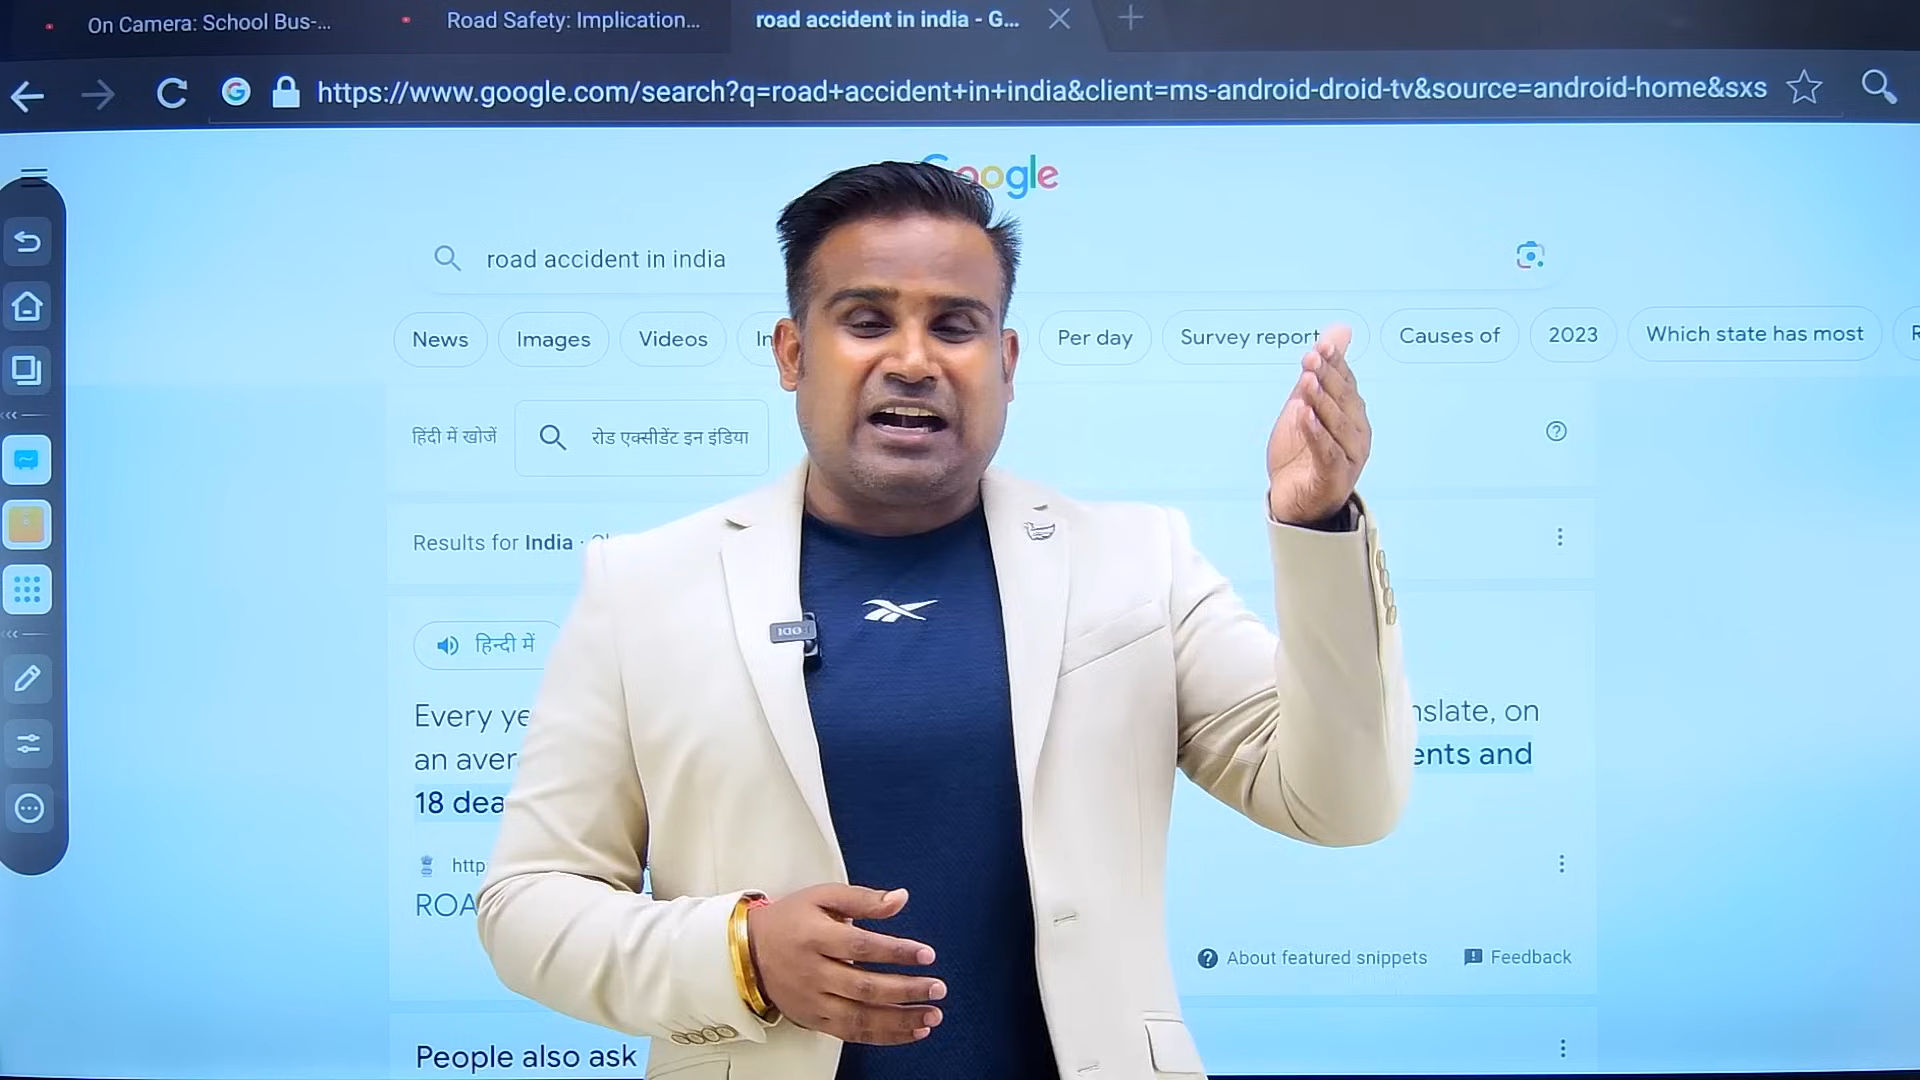 On Camera: School Bus-...
Road Safety: Implication...
road accident in india - G...
https://www.google.com/search?q=road+accident+in+india&client=ms-android-droid-tv&source=android-home&sxs
Google
road accident in india
News
Images
Videos
In
Per day
Survey report
Causes of
2023
Which state has most
R
हिंदी में खोजें
रोड एक्सीडेंट इन इंडिया
Results for India ·
हिन्दी में
Every ye nslate, on
an aver ents and
18 dea
http
ROA
About featured snippets
Feedback
People also ask